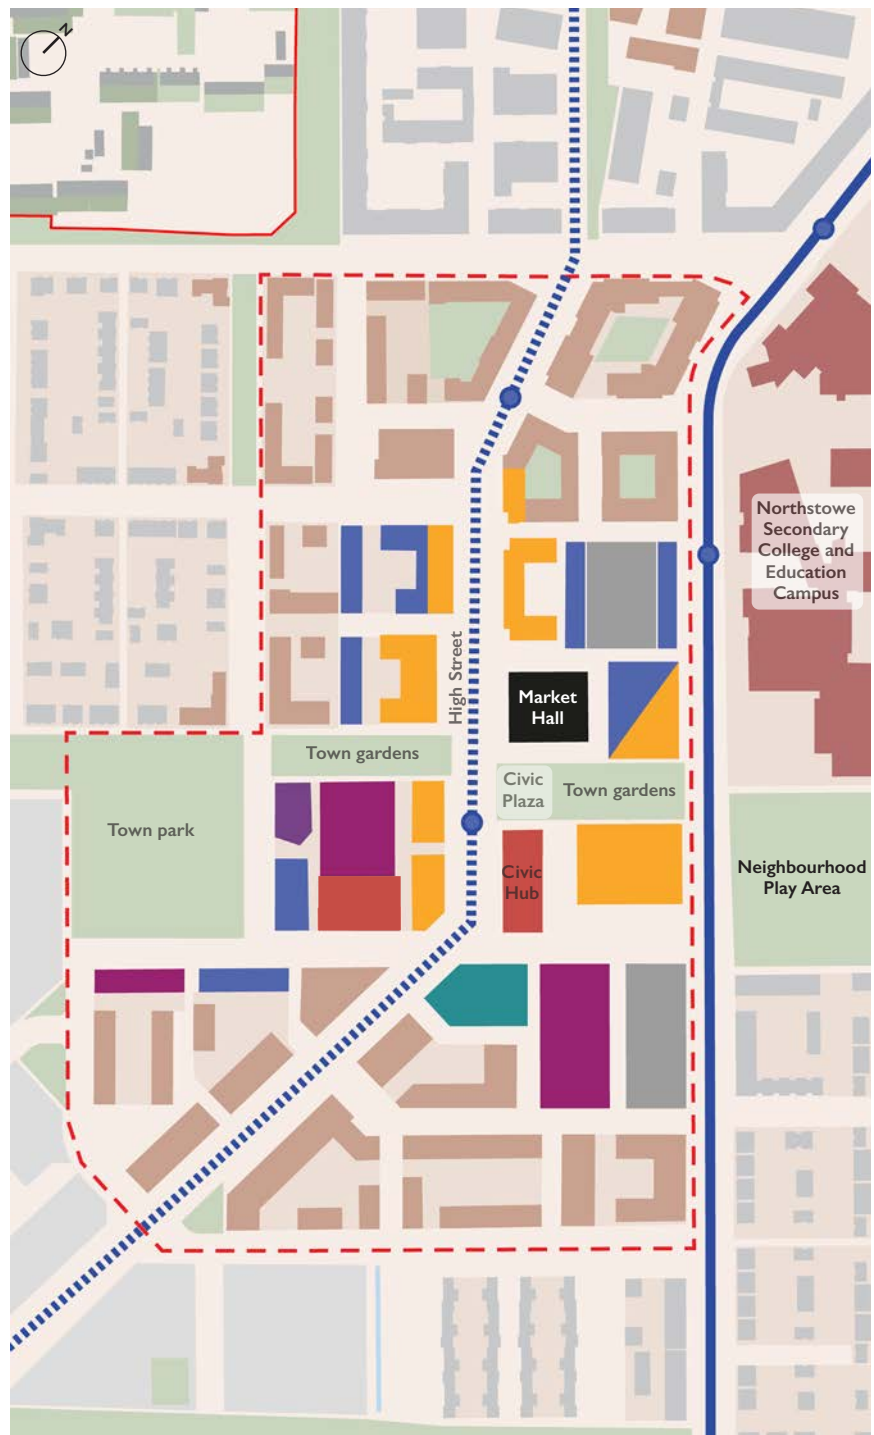 N
Northstowe
Secondary
College and
Education
Campus
High Street
Market
Hall
Town gardens
Civic
Plaza
Town gardens
Town park
Civic
Hub
Neighbourhood
Play Area